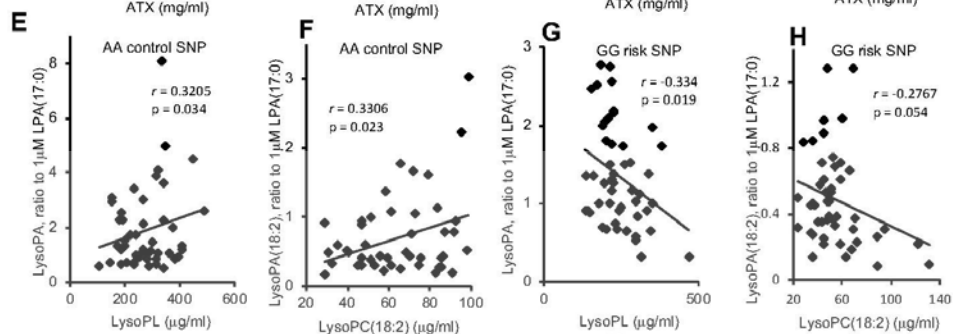 ATX (mg/ml)
ATX (mg/ml)
ATX (mg/ml)
ATX (mg/ml)
E
AA control SNP
r = 0.3205
p = 0.034
LysoPA, ratio to 1μM LPA(17:0)
8
6
4
2
0
0
200
400
600
LysoPL (μg/ml)
F
AA control SNP
r = 0.3306
p = 0.023
LysoPA(18:2), ratio to 1μM LPA(17:0)
3
2
1
0
20
40
60
80
100
LysoPC(18:2) (μg/ml)
G
GG risk SNP
r = -0.334
p = 0.019
LysoPA, ratio to 1μM LPA(17:0)
3
2
1
0
0
500
LysoPL (μg/ml)
H
GG risk SNP
r = -0.2767
p = 0.054
LysoPA(18:2), ratio to 1μM LPA(17:0)
1.2
0.8
0.4
0
20
60
100
140
LysoPC(18:2) (μg/ml)